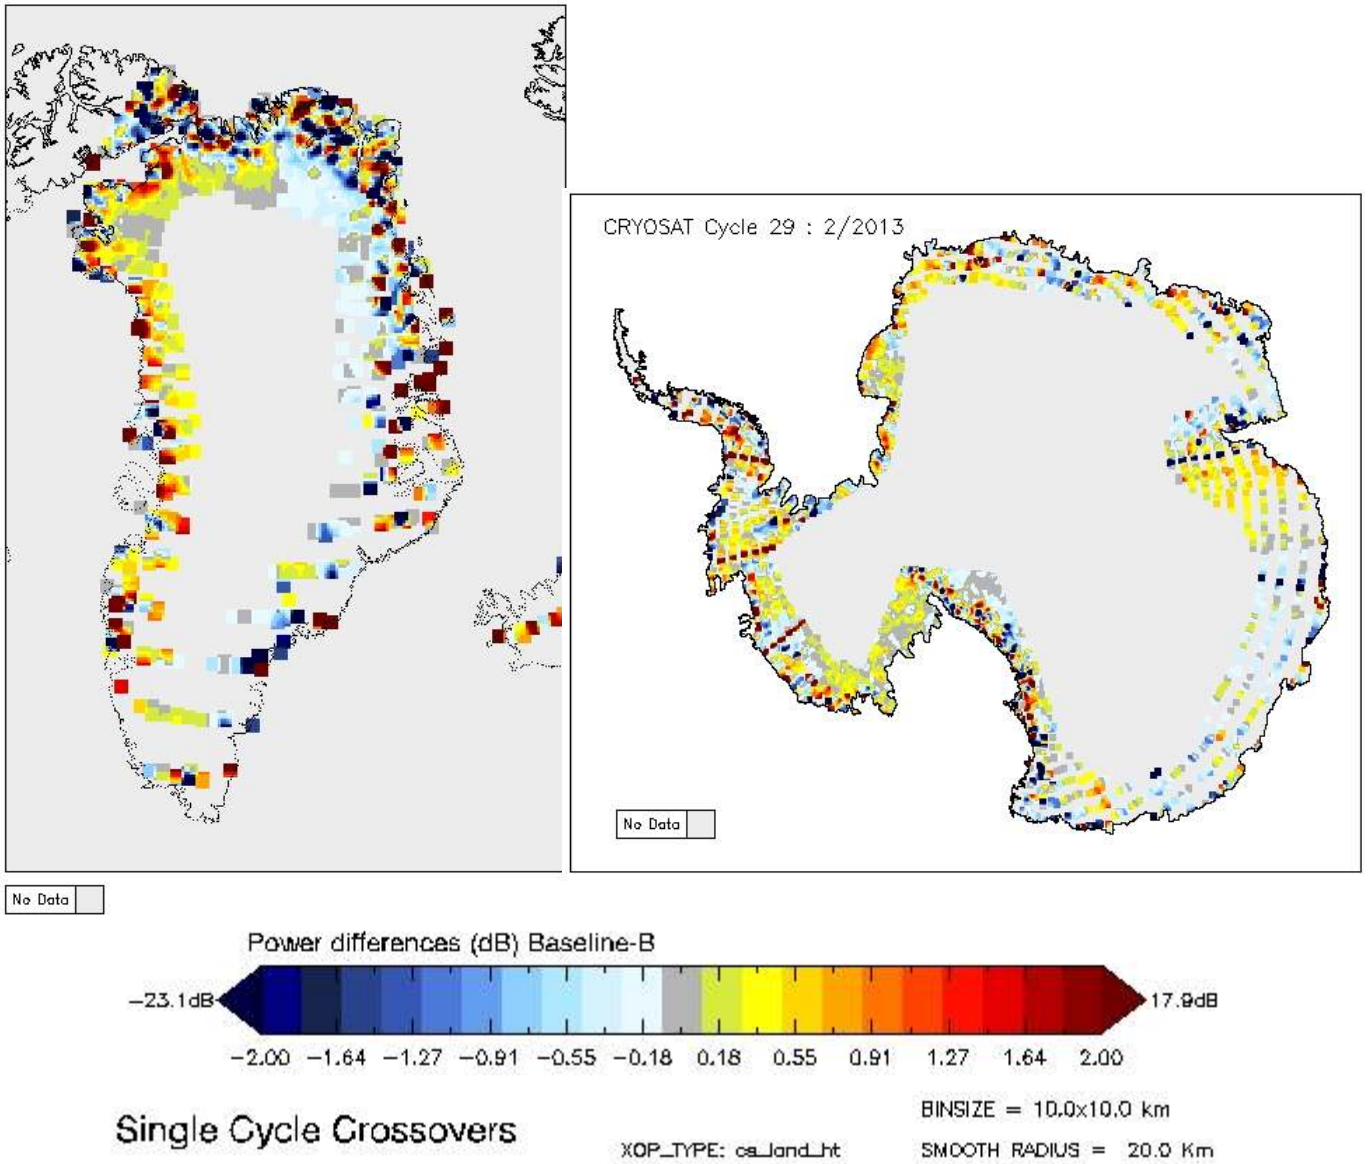 CRYOSAT Cycle 29 : 2/2013
No Data
No Data
Power differences (dB) Baseline-B
-23.1dB
17.9dB
-2.00 -1.64 -1.27 -0.91 -0.55 -0.18 0.18 0.55 0.91 1.27 1.64 2.00
BINSIZE = 10.0x10.0 km
Single Cycle Crossovers
XOP_TYPE: cs_land_ht
SMOOTH RADIUS = 20.0 Km